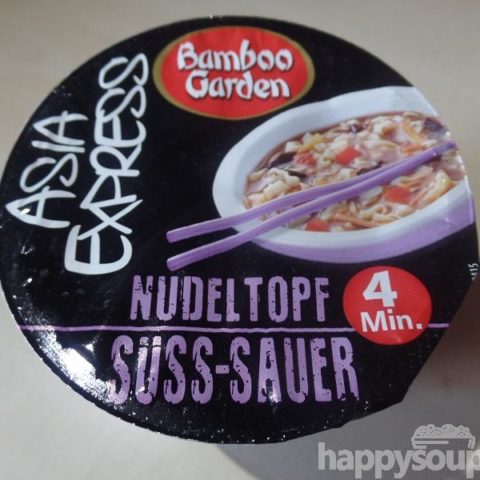 Bamboo
Garden
ASIA
EXPRESS
NUDELTOPF
SÜSS-SAUER
4
Min.
happysoup